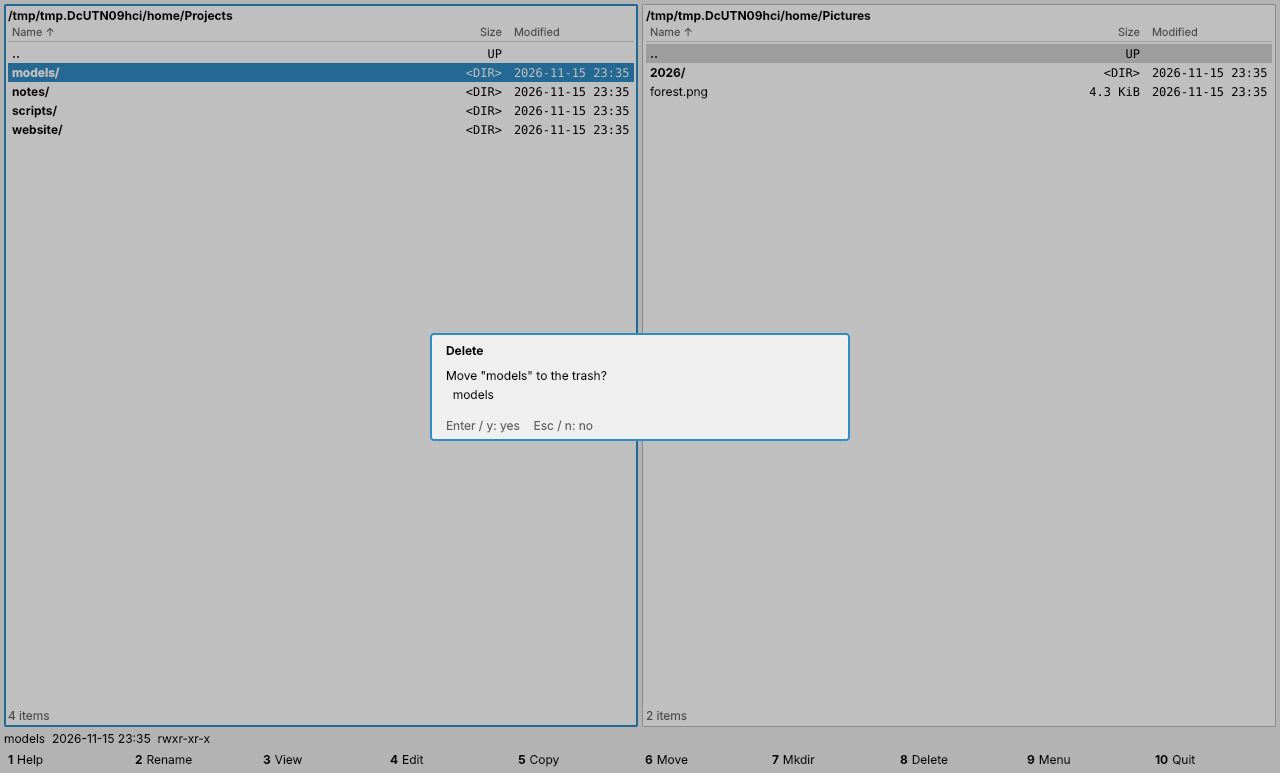 /tmp/tmp.DcUTN09hci/home/Projects
Name ↑ Size Modified
.. UP
models/ <DIR> 2026-11-15 23:35
notes/ <DIR> 2026-11-15 23:35
scripts/ <DIR> 2026-11-15 23:35
website/ <DIR> 2026-11-15 23:35
4 items
/tmp/tmp.DcUTN09hci/home/Pictures
Name ↑ Size Modified
.. UP
2026/ <DIR> 2026-11-15 23:35
forest.png 4.3 KiB 2026-11-15 23:35
2 items
Delete
Move "models" to the trash?
models
Enter / y: yes Esc / n: no
models 2026-11-15 23:35 rwxr-xr-x
1 Help 2 Rename 3 View 4 Edit 5 Copy 6 Move 7 Mkdir 8 Delete 9 Menu 10 Quit